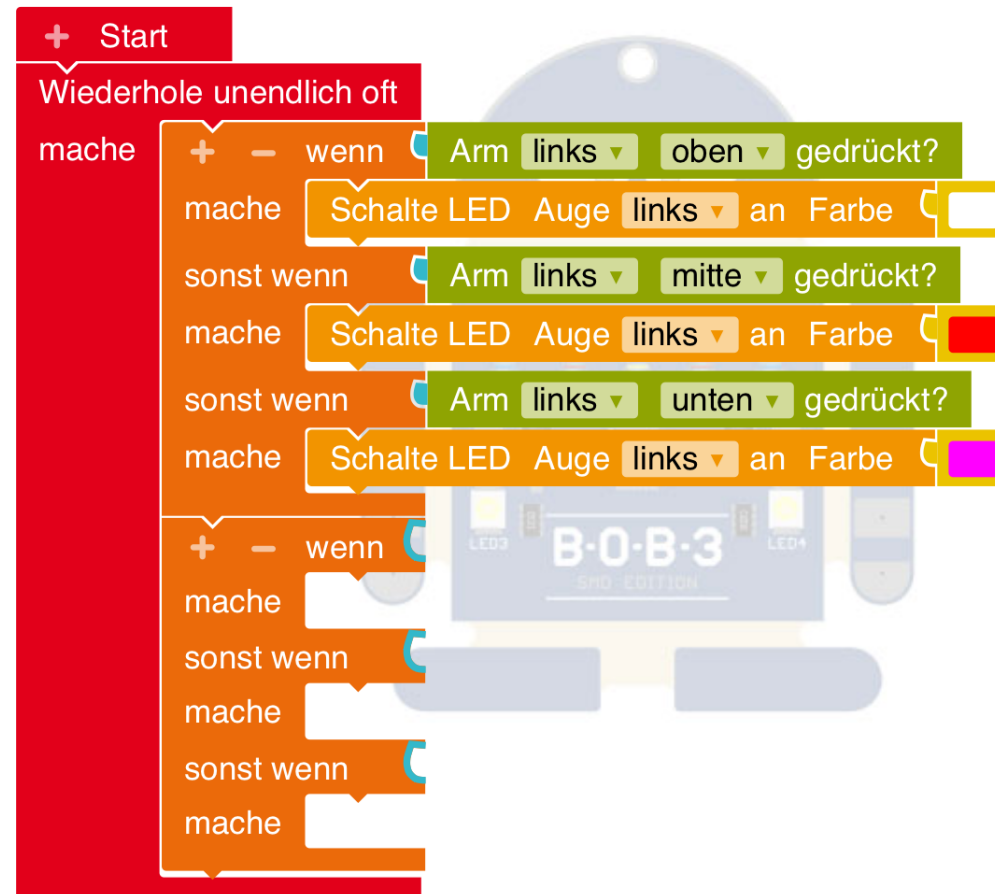 + Start
Wiederhole unendlich oft
mache + − wenn Arm links ▾ oben ▾ gedrückt?
mache Schalte LED Auge links ▾ an Farbe
sonst wenn Arm links ▾ mitte ▾ gedrückt?
mache Schalte LED Auge links ▾ an Farbe
sonst wenn Arm links ▾ unten ▾ gedrückt?
mache Schalte LED Auge links ▾ an Farbe
+ − wenn
LED3 B·O·B·3 LED4
SMD EDITION
mache
sonst wenn
mache
sonst wenn
mache